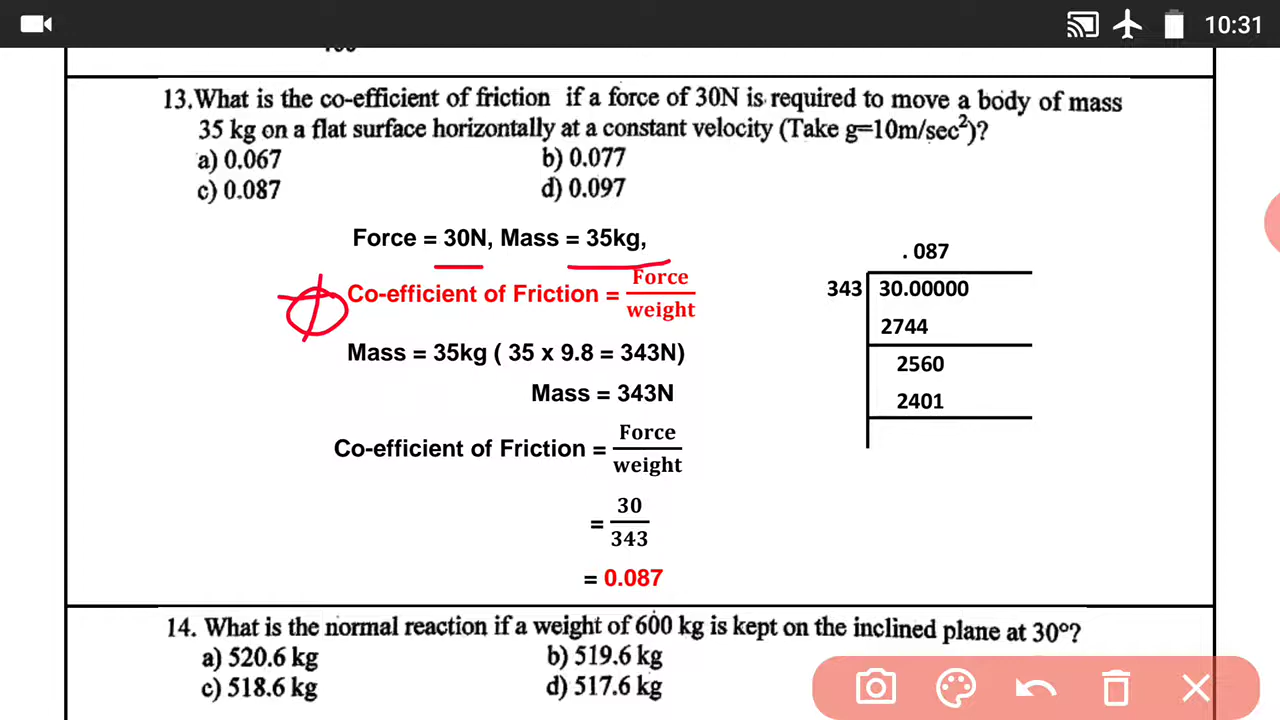 10:31
13.What is the co-efficient of friction if a force of 30N is required to move a body of mass
35 kg on a flat surface horizontally at a constant velocity (Take g=10m/sec²)?
a) 0.067 b) 0.077
c) 0.087 d) 0.097
Force = 30N, Mass = 35kg,
Co-efficient of Friction = Force/weight
Mass = 35kg ( 35 x 9.8 = 343N)
Mass = 343N
Co-efficient of Friction = Force/weight
= 30/343
= 0.087
. 087
343 30.00000
2744
2560
2401
14. What is the normal reaction if a weight of 600 kg is kept on the inclined plane at 30°?
a) 520.6 kg b) 519.6 kg
c) 518.6 kg d) 517.6 kg